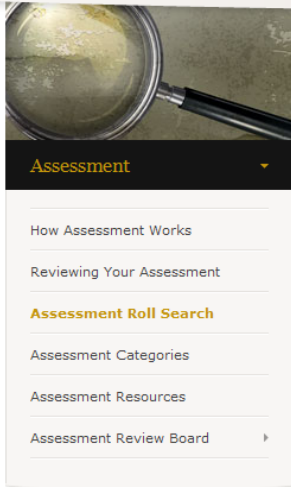 Assessment
How Assessment Works
Reviewing Your Assessment
Assessment Roll Search
Assessment Categories
Assessment Resources
Assessment Review Board